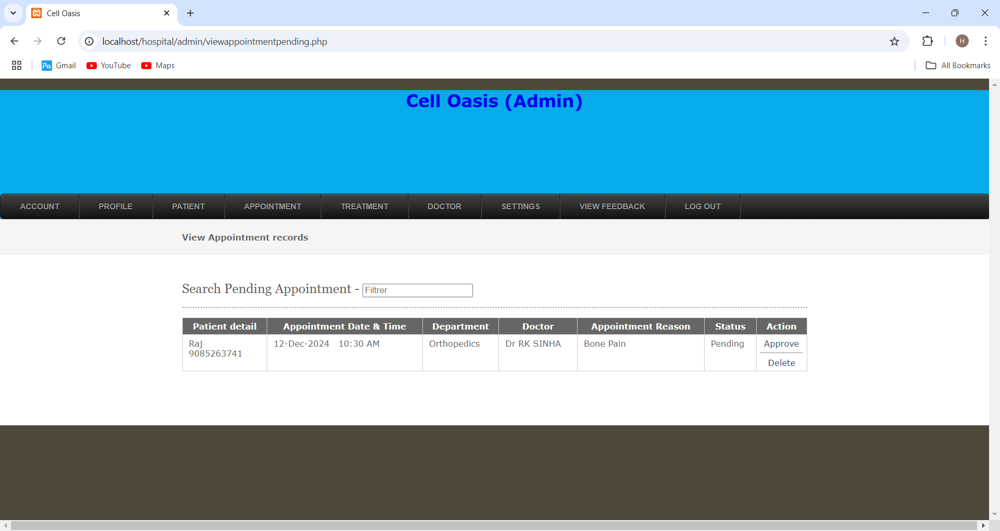 Cell Oasis
localhost/hospital/admin/viewappointmentpending.php
H
Pa Gmail YouTube Maps All Bookmarks
Cell Oasis (Admin)
ACCOUNT PROFILE PATIENT APPOINTMENT TREATMENT DOCTOR SETTINGS VIEW FEEDBACK LOG OUT
View Appointment records
Search Pending Appointment - Filtrer
Patient detail Appointment Date & Time Department Doctor Appointment Reason Status Action
Raj 12-Dec-2024 10:30 AM Orthopedics Dr RK SINHA Bone Pain Pending Approve
9085263741
Delete